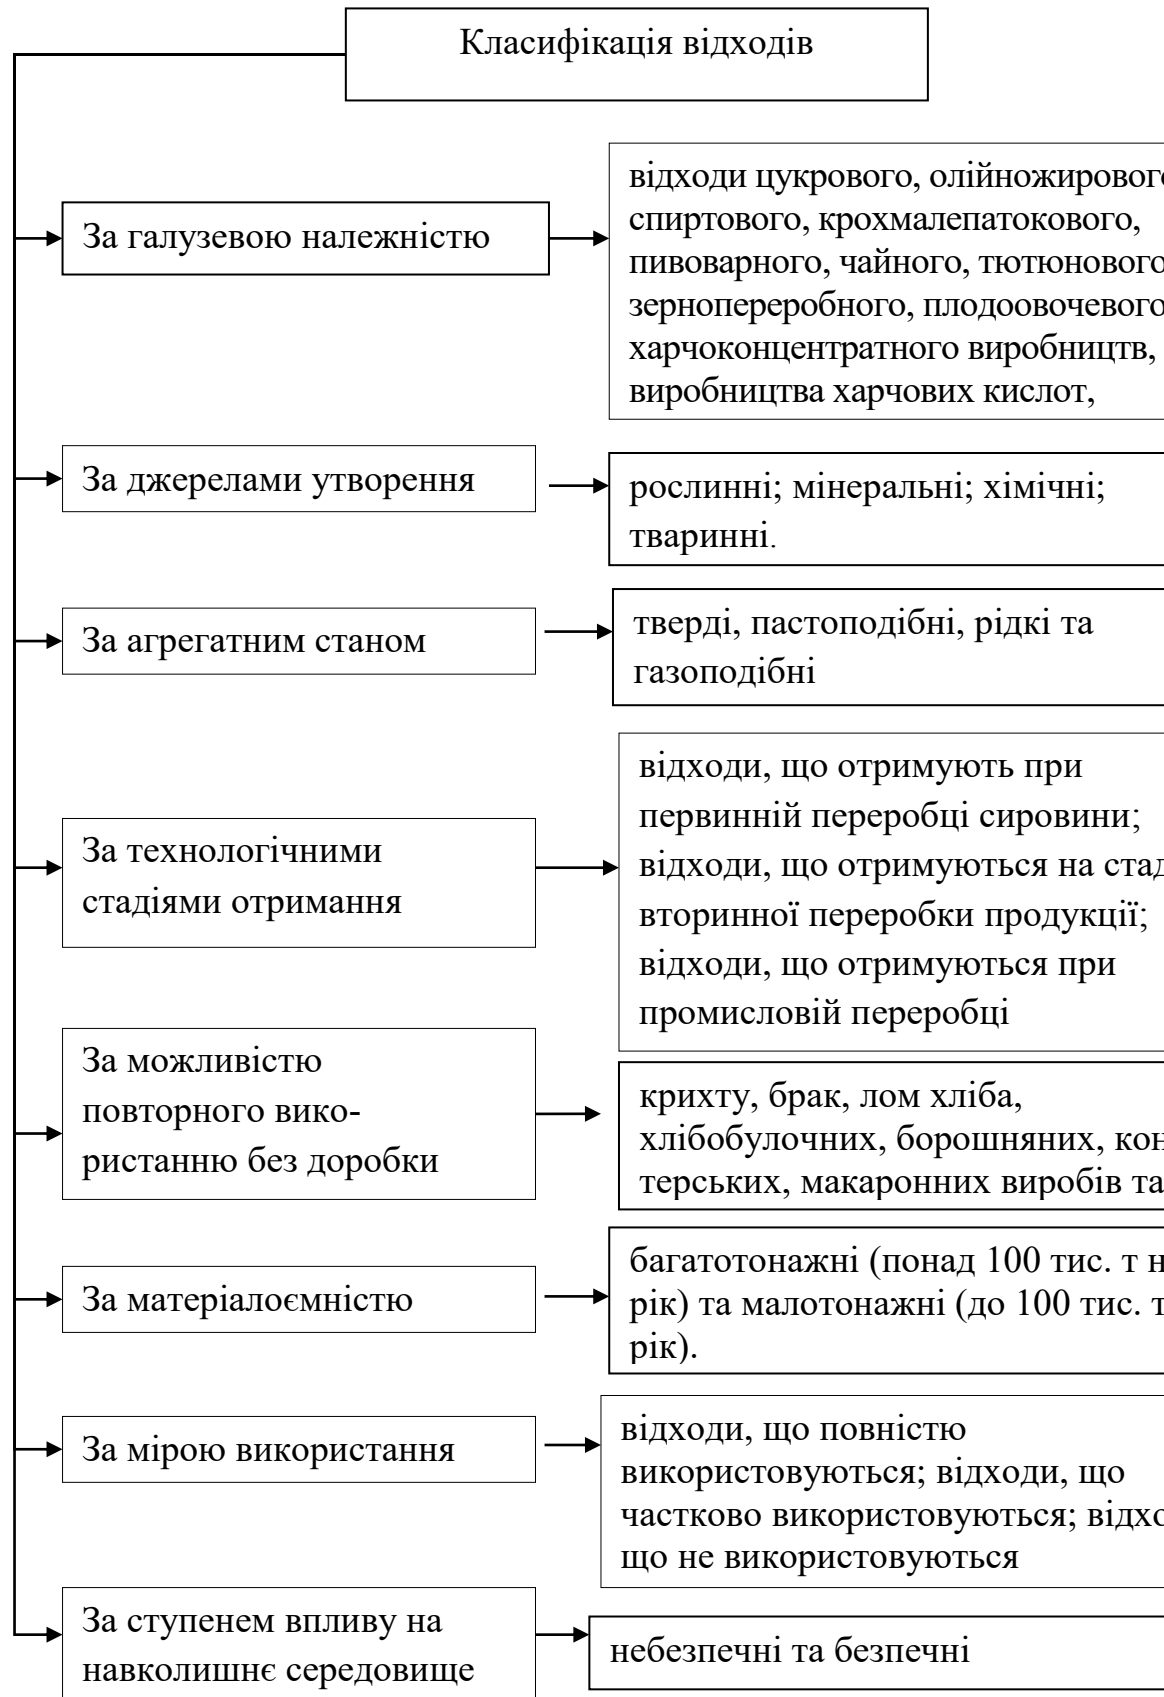 Класифікація відходів
За галузевою належністю
відходи цукрового, олійножировог
спиртового, крохмалепатокового,
пивоварного, чайного, тютюнового
зернопереробного, плодоовочевого
харчоконцентратного виробництв,
виробництва харчових кислот,
За джерелами утворення
рослинні; мінеральні; хімічні;
тваринні.
За агрегатним станом
тверді, пастоподібні, рідкі та
газоподібні
За технологічними
стадіями отримання
відходи, що отримують при
первинній переробці сировини;
відходи, що отримуються на стад
вторинної переробки продукції;
відходи, що отримуються при
промисловій переробці
За можливістю
повторного вико-
ристанню без доробки
крихту, брак, лом хліба,
хлібобулочних, борошняних, кон
терських, макаронних виробів та
За матеріалоємністю
багатотонажні (понад 100 тис. т н
рік) та малотонажні (до 100 тис. т
рік).
За мірою використання
відходи, що повністю
використовуються; відходи, що
частково використовуються; відхо
що не використовуються
За ступенем впливу на
навколишнє середовище
небезпечні та безпечні